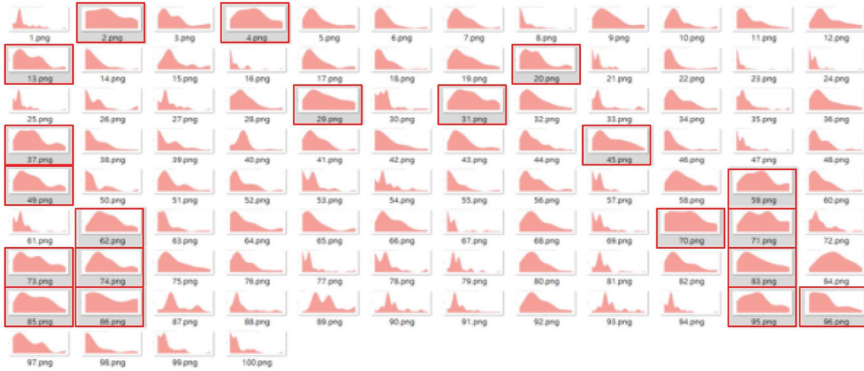 1.png 2.png 3.png 4.png 5.png 6.png 7.png 8.png 9.png 10.png 11.png 12.png
13.png 14.png 15.png 16.png 17.png 18.png 19.png 20.png 21.png 22.png 23.png 24.png
25.png 26.png 27.png 28.png 29.png 30.png 31.png 32.png 33.png 34.png 35.png 36.png
37.png 38.png 39.png 40.png 41.png 42.png 43.png 44.png 45.png 46.png 47.png 48.png
49.png 50.png 51.png 52.png 53.png 54.png 55.png 56.png 57.png 58.png 59.png 60.png
61.png 62.png 63.png 64.png 65.png 66.png 67.png 68.png 69.png 70.png 71.png 72.png
73.png 74.png 75.png 76.png 77.png 78.png 79.png 80.png 81.png 82.png 83.png 84.png
85.png 86.png 87.png 88.png 89.png 90.png 91.png 92.png 93.png 94.png 95.png 96.png
97.png 98.png 99.png 100.png